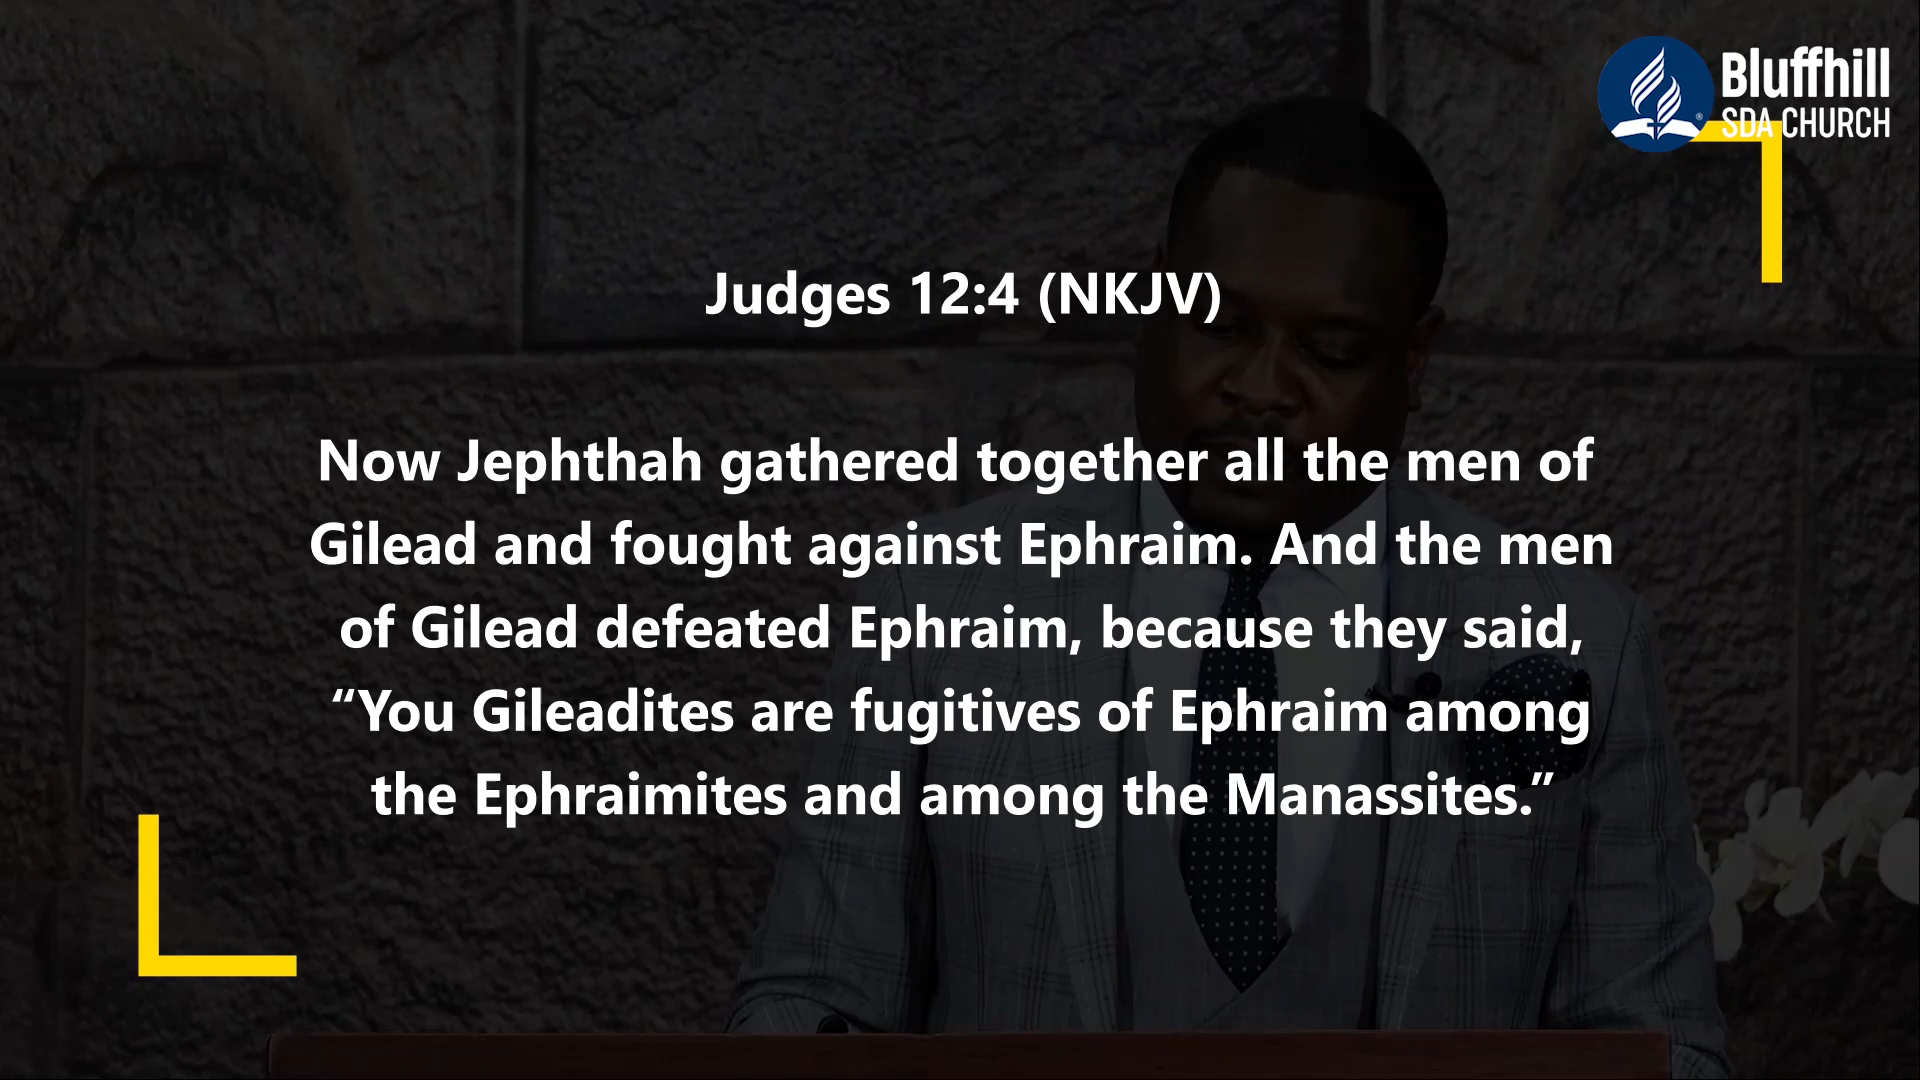 Bluffhill
SDA CHURCH
Judges 12:4 (NKJV)
Now Jephthah gathered together all the men of
Gilead and fought against Ephraim. And the men
of Gilead defeated Ephraim, because they said,
“You Gileadites are fugitives of Ephraim among
the Ephraimites and among the Manassites.”